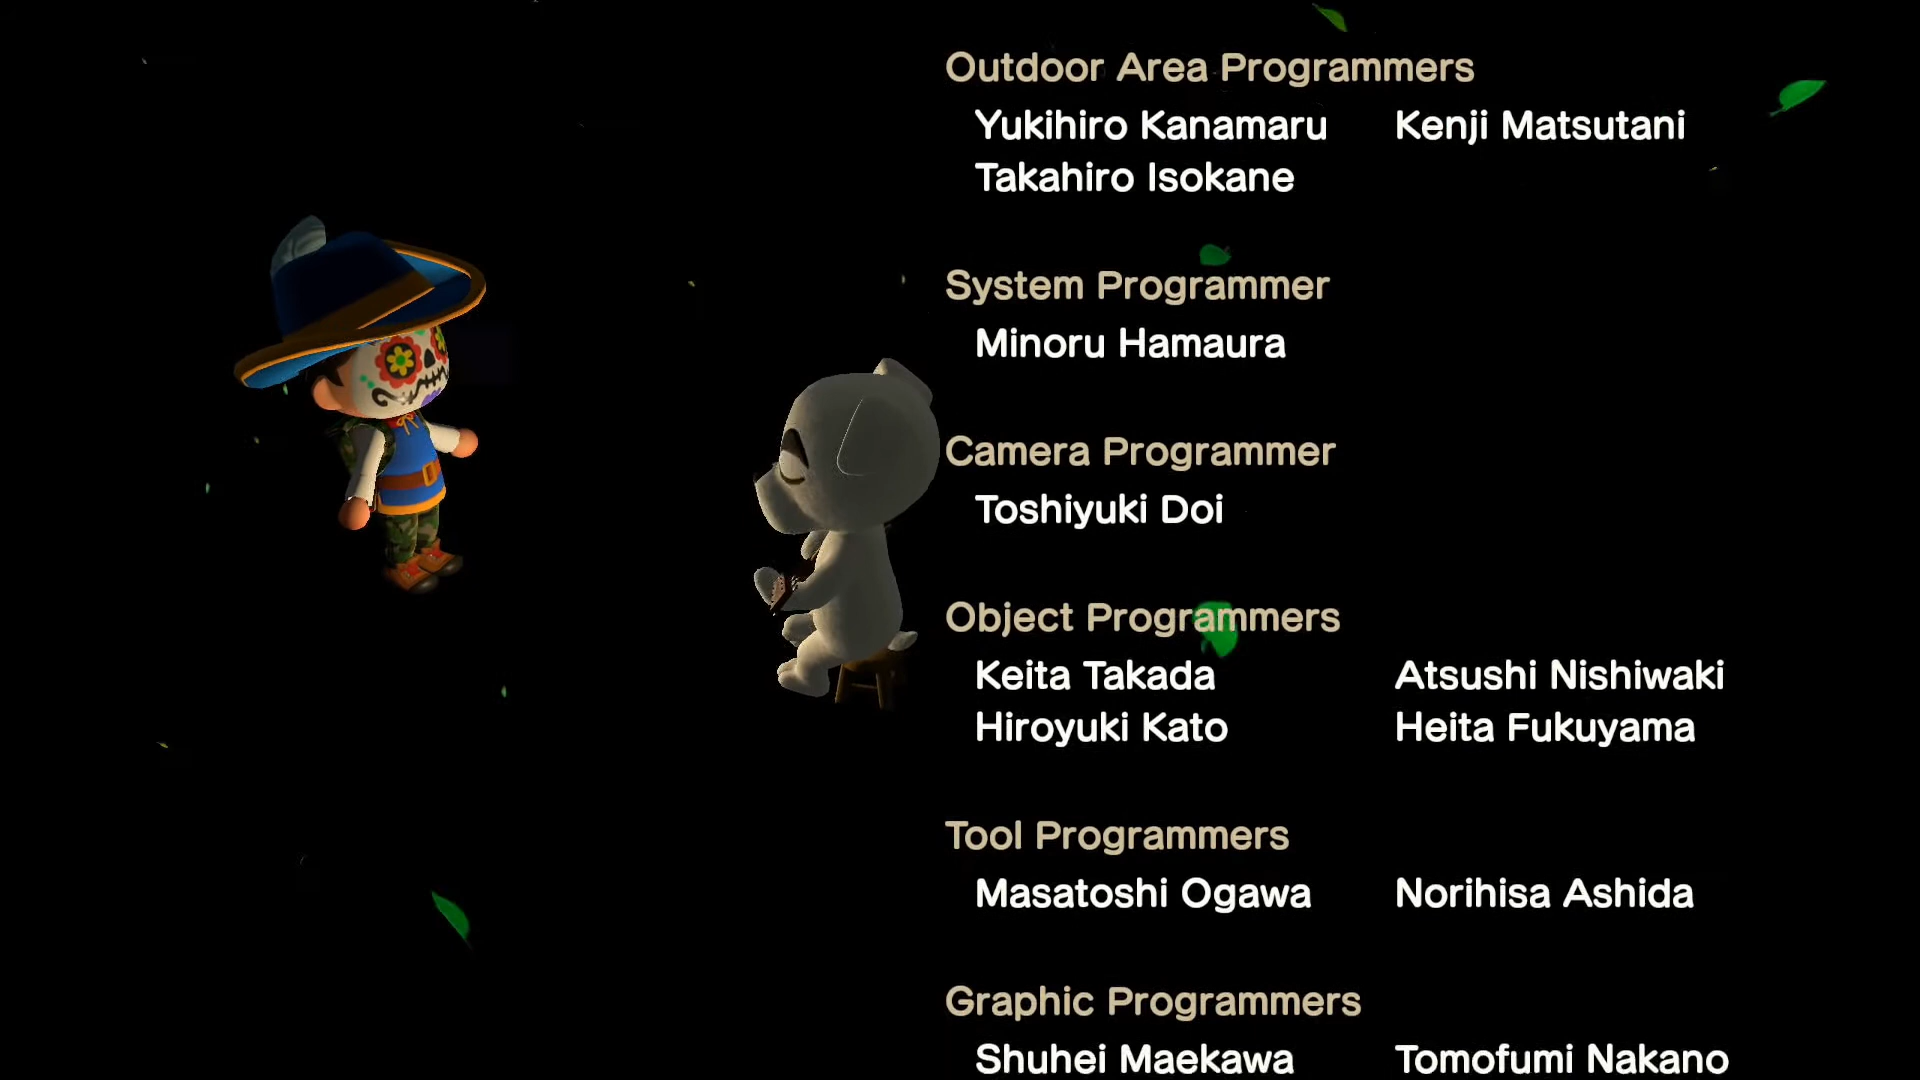 Outdoor Area Programmers
Yukihiro Kanamaru Kenji Matsutani
Takahiro Isokane
System Programmer
Minoru Hamaura
Camera Programmer
Toshiyuki Doi
Object Programmers
Keita Takada Atsushi Nishiwaki
Hiroyuki Kato Heita Fukuyama
Tool Programmers
Masatoshi Ogawa Norihisa Ashida
Graphic Programmers
Shuhei Maekawa Tomofumi Nakano